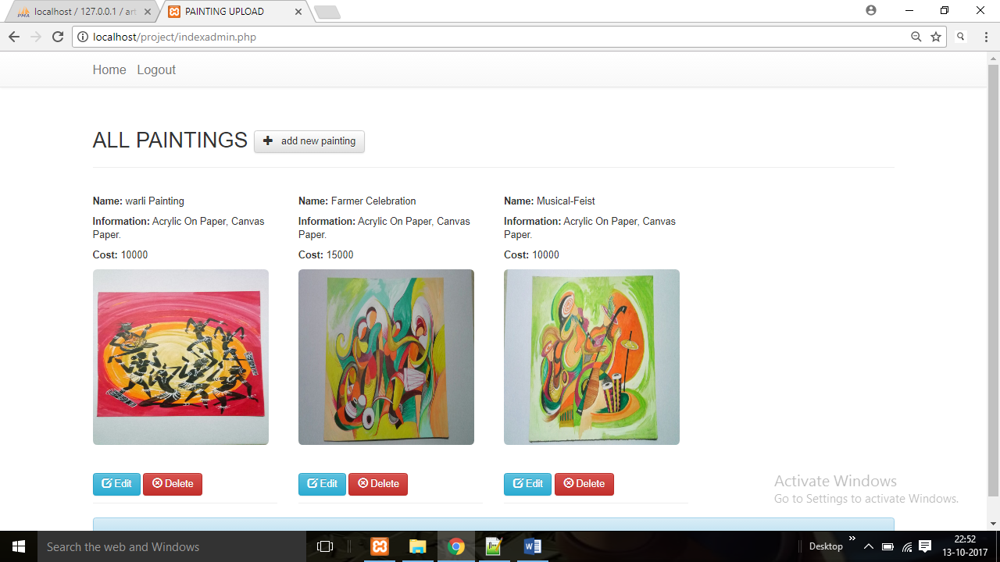 localhost / 127.0.0.1 / art
PAINTING UPLOAD
localhost/project/indexadmin.php
Home Logout
ALL PAINTINGS add new painting
Name: warli Painting
Information: Acrylic On Paper, Canvas
Paper.
Cost: 10000
Edit Delete
Name: Farmer Celebration
Information: Acrylic On Paper, Canvas
Paper.
Cost: 15000
Edit Delete
Name: Musical-Feist
Information: Acrylic On Paper, Canvas
Paper.
Cost: 10000
Edit Delete
Activate Windows
Go to Settings to activate Windows.
Search the web and Windows
Desktop
22:52
13-10-2017